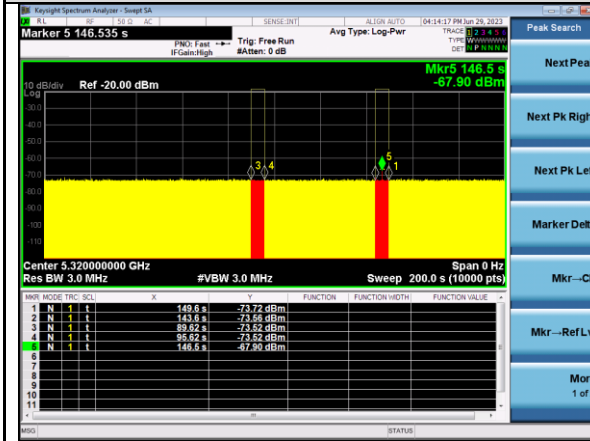 Keysight Spectrum Analyzer - Swept SA
RL RF 50 Ω AC SENSE:INT ALIGN AUTO 04:14:17 PM Jun 29, 2023
Marker 5 146.535 s
PNO: Fast
IFGain:High
Trig: Free Run
#Atten: 0 dB
Avg Type: Log-Pwr
TRACE 1 2 3 4 5 6
TYPE
DET N P N N N N
Peak Search
Mkr5 146.5 s
-67.90 dBm
10 dB/div Ref -20.00 dBm
Log
-30.0
-40.0
-50.0
-60.0
-70.0
-80.0
-90.0
-100
-110
3 4 5 1
Center 5.320000000 GHz Span 0 Hz
Res BW 3.0 MHz #VBW 3.0 MHz Sweep 200.0 s (10000 pts)
MKR MODE TRC SCL X Y FUNCTION FUNCTION WIDTH FUNCTION VALUE
1 N 1 t 149.6 s -73.72 dBm
2 N 1 t 143.6 s -73.56 dBm
3 N 1 t 89.62 s -73.52 dBm
4 N 1 t 95.62 s -73.52 dBm
5 N 1 t 146.5 s -67.90 dBm
6
7
8
9
10
11
MSG STATUS
Next Pea
Next Pk Righ
Next Pk Le
Marker Delt
Mkr→C
Mkr→Ref Lv
Mor
1 of